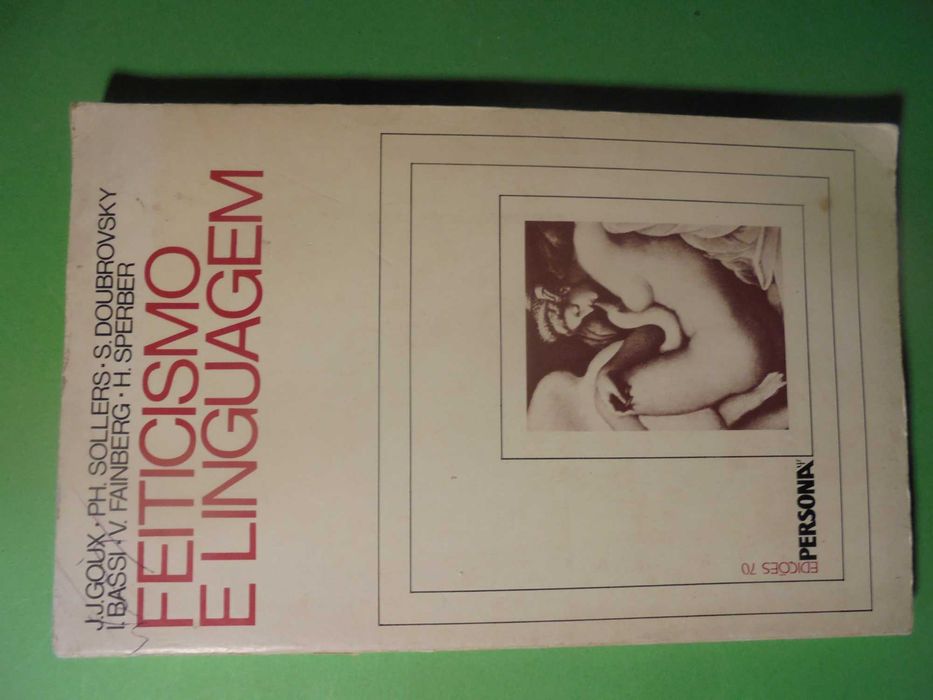 J.J.GOUX·PH.SOLLERS·S.DOUBROVSKY
I.BASSI·V. FAINBERG·H.SPERBER
FEITICISMO
E LINGUAGEM
PERSONA
EDIÇÕES 70